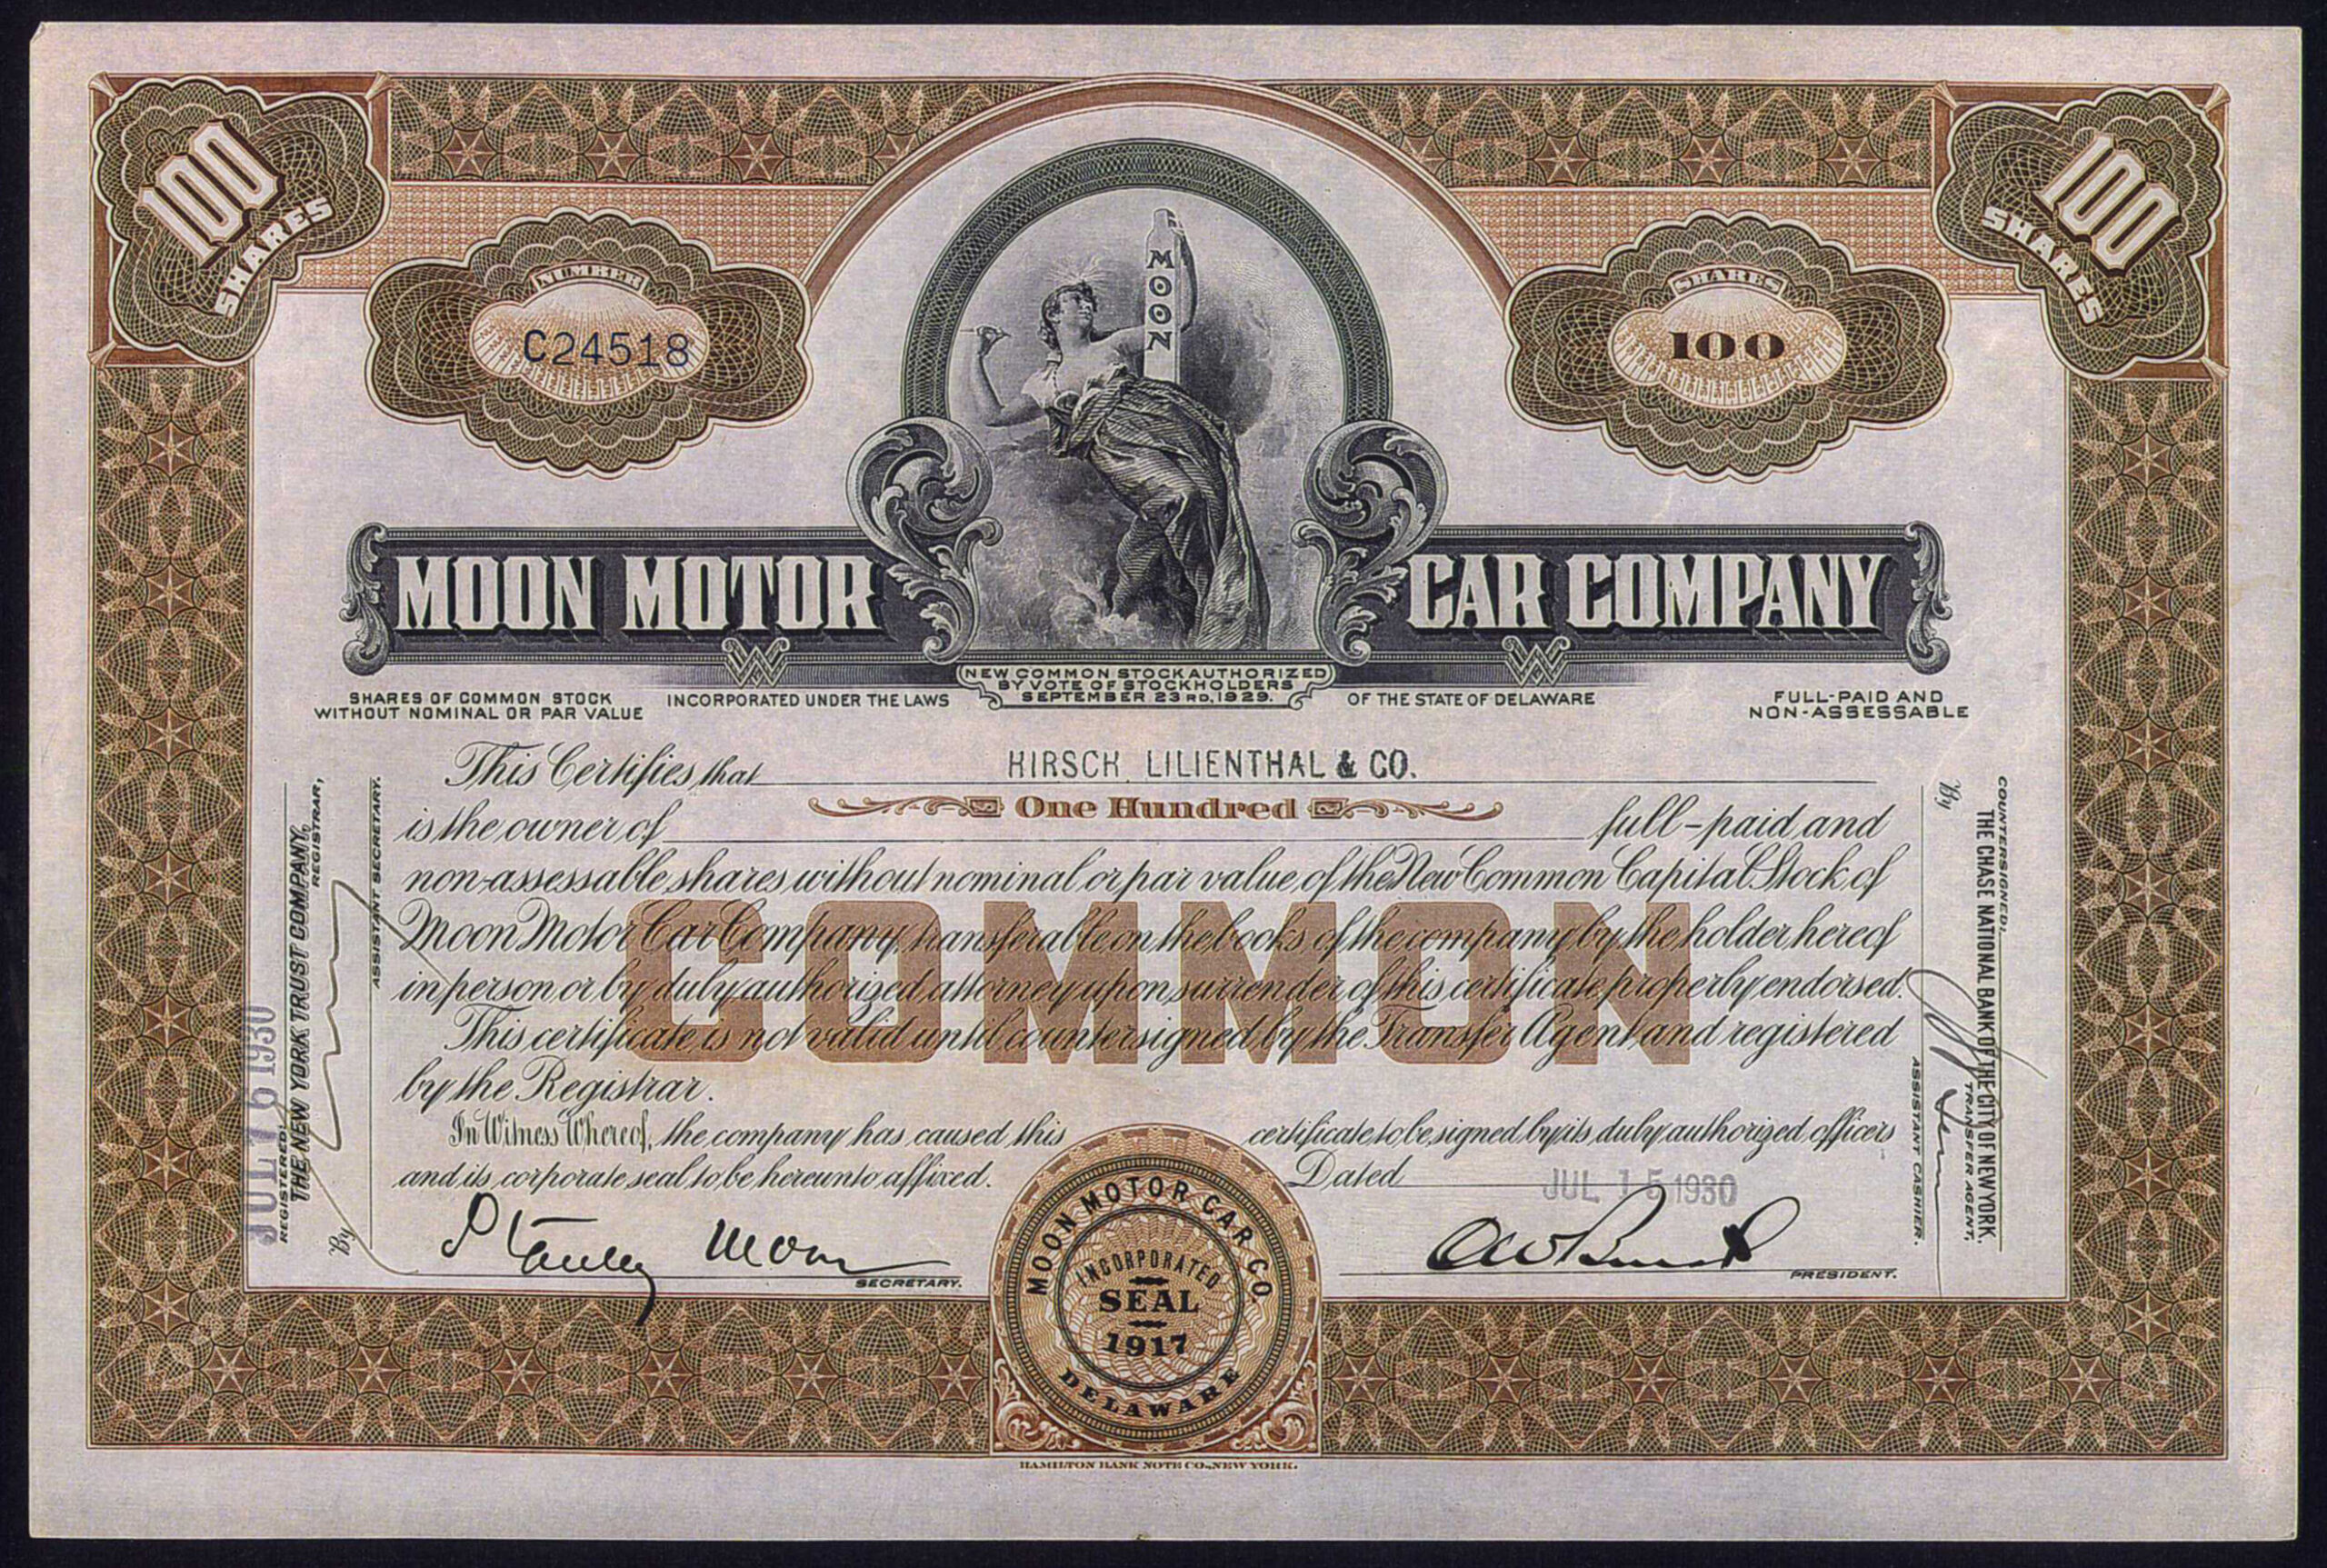 100 SHARES
100 SHARES
NUMBER
C24518
SHARES
100
MOON
MOON MOTOR CAR COMPANY
NEW COMMON STOCK AUTHORIZED
BY VOTE OF STOCKHOLDERS
SEPTEMBER 23RD, 1929.
SHARES OF COMMON STOCK
WITHOUT NOMINAL OR PAR VALUE
INCORPORATED UNDER THE LAWS
OF THE STATE OF DELAWARE
FULL-PAID AND
NON-ASSESSABLE
This Certifies that HIRSCH, LILIENTHAL & CO.
is the owner of One Hundred full-paid and
non-assessable shares without nominal or par value of the New Common Capital Stock of
Moon Motor Car Company, transferable on the books of the company by the holder hereof
in person or by duly authorized attorney upon surrender of this certificate properly endorsed.
This certificate is not valid until countersigned by the Transfer Agent and registered
by the Registrar.
COMMON
In Witness Whereof, the company has caused this certificate to be signed by its duly authorized officers
and its corporate seal to be hereunto affixed.
Dated JUL 15 1930
Stanley Moon
SECRETARY.
PRESIDENT.
MOON MOTOR CAR CO.
INCORPORATED
SEAL
1917
DELAWARE
JUL 16 1930
REGISTERED:
THE NEW YORK TRUST COMPANY,
REGISTRAR,
By
ASSISTANT SECRETARY.
COUNTERSIGNED:
THE CHASE NATIONAL BANK OF THE CITY OF NEW YORK,
TRANSFER AGENT,
By
ASSISTANT CASHIER.
HAMILTON BANK NOTE CO., NEW YORK.